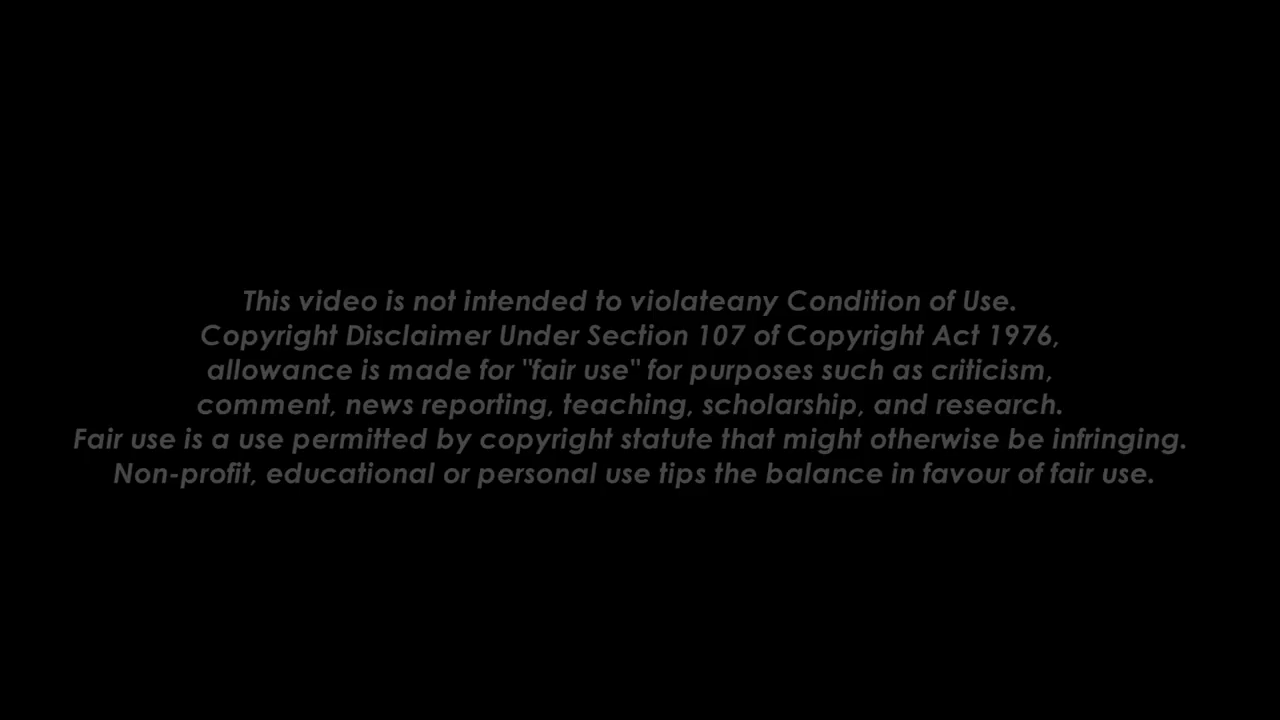 This video is not intended to violateany Condition of Use.
Copyright Disclaimer Under Section 107 of Copyright Act 1976,
allowance is made for "fair use" for purposes such as criticism,
comment, news reporting, teaching, scholarship, and research.
Fair use is a use permitted by copyright statute that might otherwise be infringing.
Non-profit, educational or personal use tips the balance in favour of fair use.